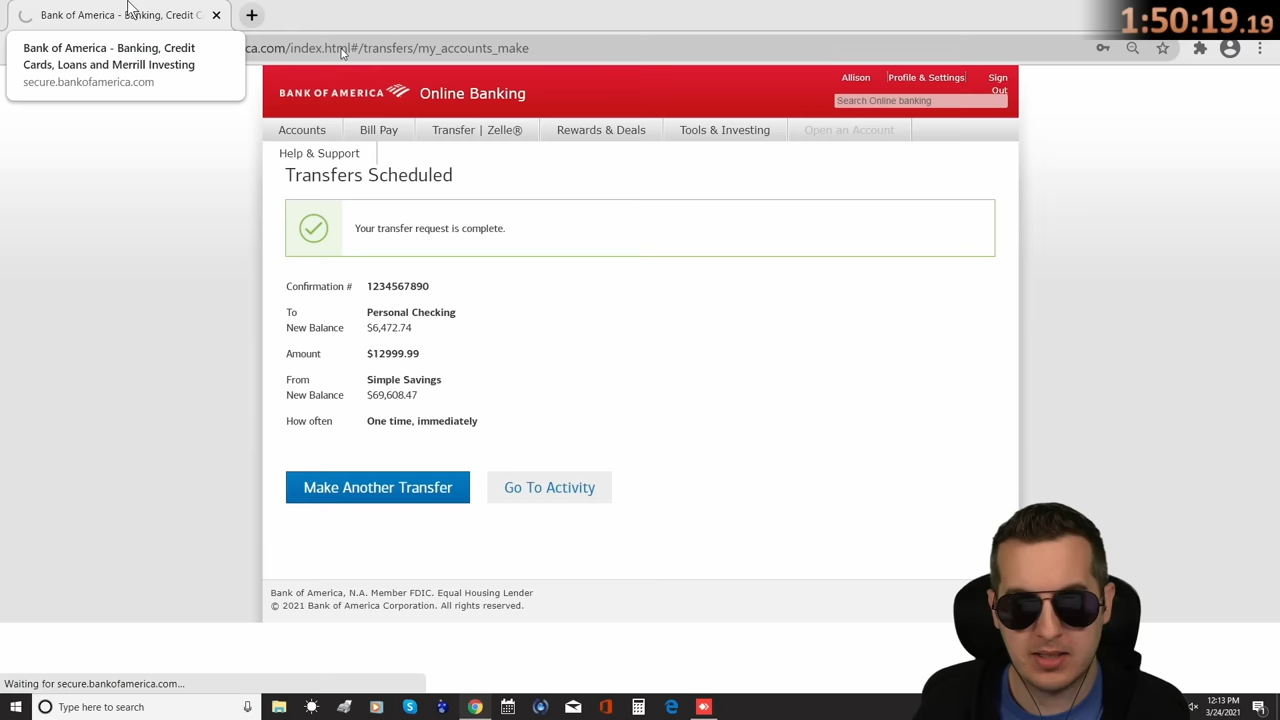 Bank of America - Banking, Credit C
1:50:19.19
Bank of America - Banking, Credit
Cards, Loans and Merrill Investing
secure.bankofamerica.com
ca.com/index.html#/transfers/my_accounts_make
BANK OF AMERICA Online Banking
Allison Profile & Settings Sign Out
Search Online banking
Accounts Bill Pay Transfer | Zelle® Rewards & Deals Tools & Investing Open an Account
Help & Support
Transfers Scheduled
Your transfer request is complete.
Confirmation # 1234567890
To Personal Checking
New Balance $6,472.74
Amount $12999.99
From Simple Savings
New Balance $69,608.47
How often One time, immediately
Make Another Transfer Go To Activity
Bank of America, N.A. Member FDIC. Equal Housing Lender
© 2021 Bank of America Corporation. All rights reserved.
Waiting for secure.bankofamerica.com...
Type here to search
12:13 PM
3/24/2021